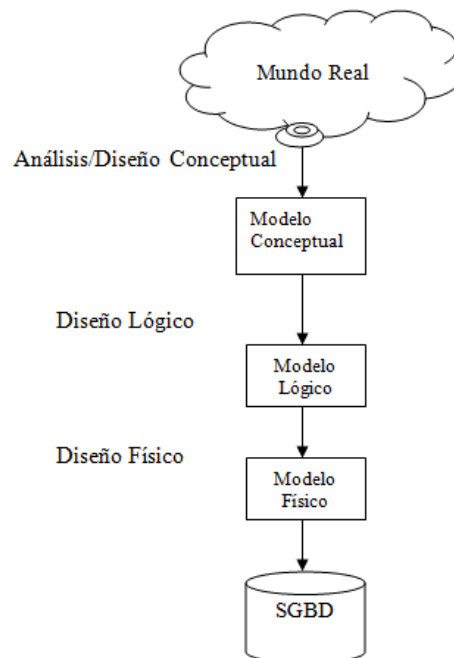 Mundo Real
Análisis/Diseño Conceptual
Modelo
Conceptual
Diseño Lógico
Modelo
Lógico
Diseño Físico
Modelo
Físico
SGBD